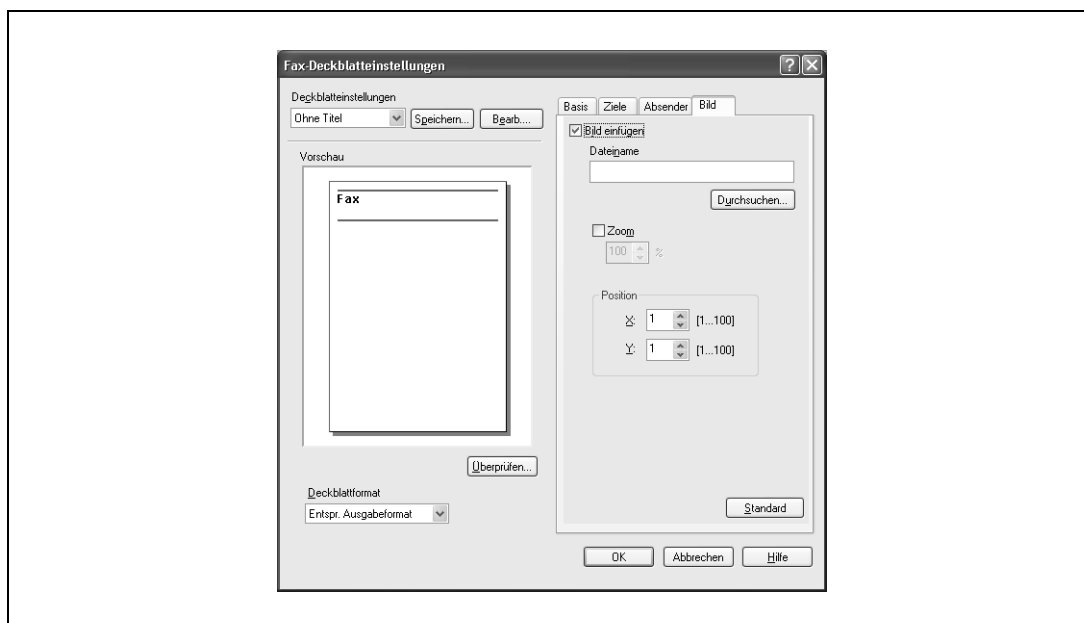 Fax-Deckblatteinstellungen
Deckblatteinstellungen
Ohne Titel
Speichern...
Bearb....
Vorschau
Fax
Überprüfen...
Deckblattformat
Entspr. Ausgabeformat
Basis
Ziele
Absender
Bild
Bild einfügen
Dateiname
Durchsuchen...
Zoom
100 %
Position
X: 1 [1...100]
Y: 1 [1...100]
Standard
OK
Abbrechen
Hilfe